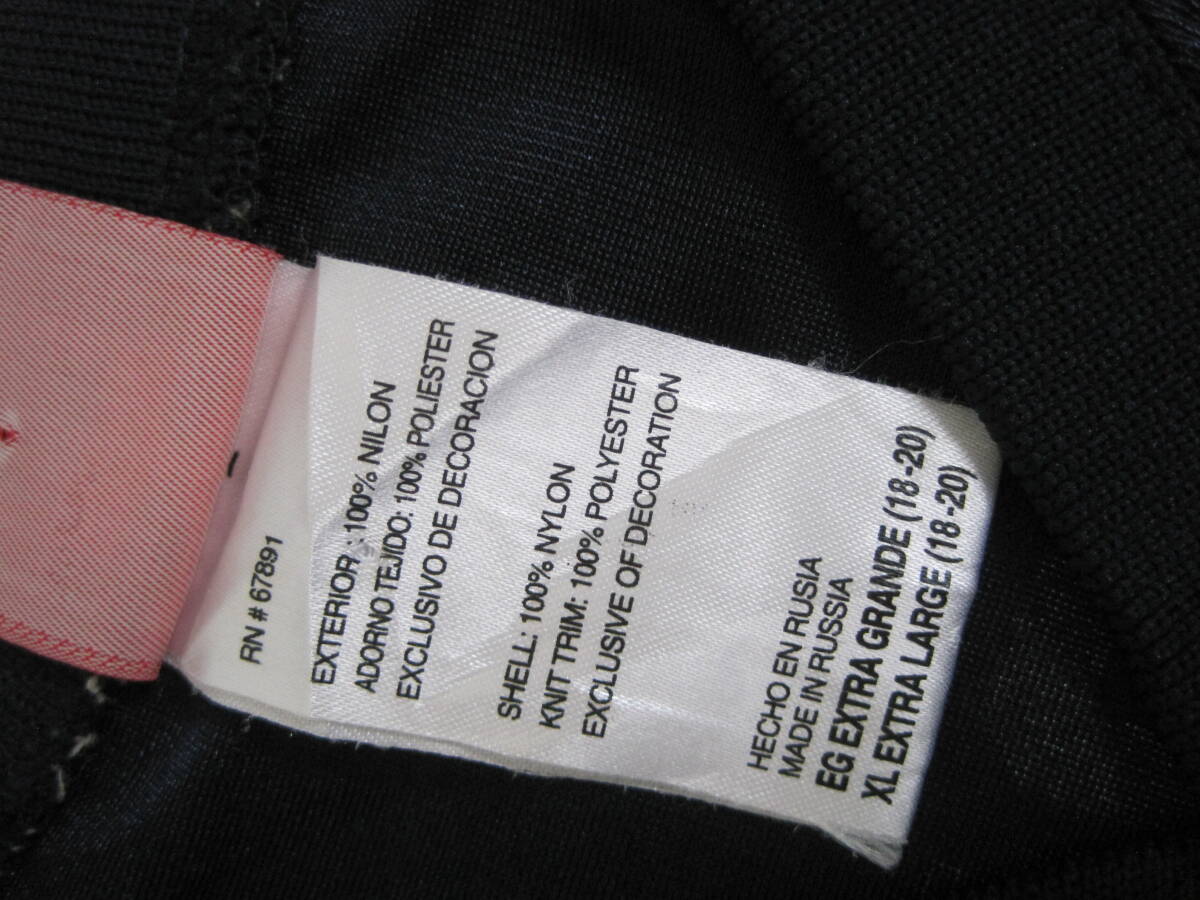 RN # 67891
EXTERIOR : 100% NILON
ADORNO TEJIDO: 100% POLIESTER
EXCLUSIVO DE DECORACION
SHELL: 100% NYLON
KNIT TRIM: 100% POLYESTER
EXCLUSIVE OF DECORATION
HECHO EN RUSIA
MADE IN RUSSIA
EG EXTRA GRANDE (18-20)
XL EXTRA LARGE (18-20)